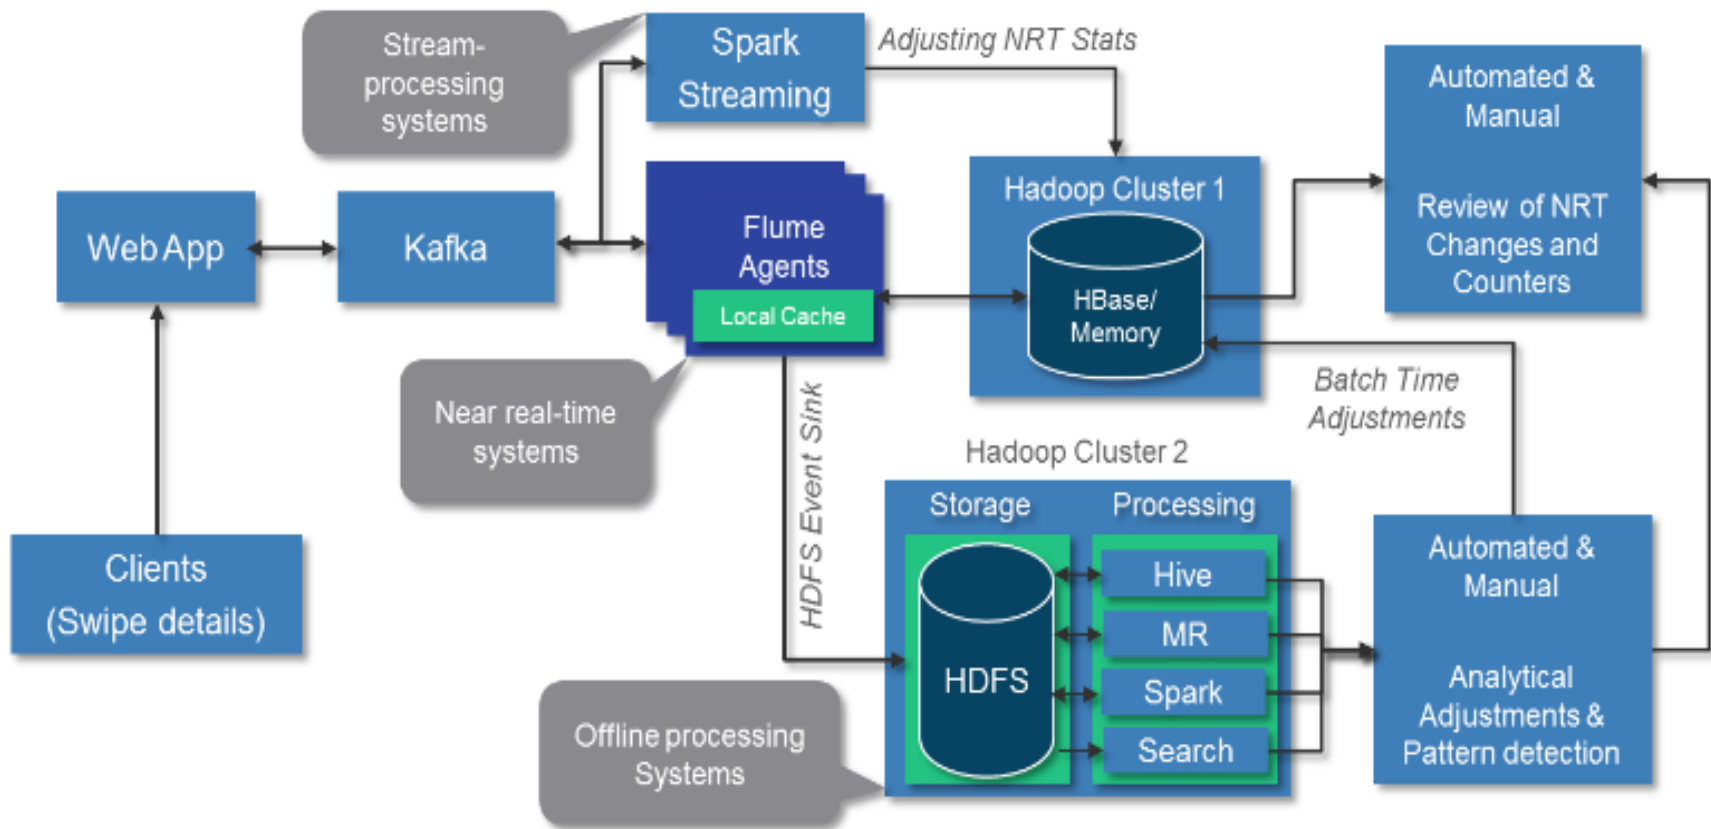 Stream-
processing
systems
Spark
Streaming
Adjusting NRT Stats
Automated &
Manual
Review of NRT
Changes and
Counters
Web App
Kafka
Flume
Agents
Local Cache
Hadoop Cluster 1
HBase/
Memory
Near real-time
systems
HDFS Event Sink
Batch Time
Adjustments
Hadoop Cluster 2
Storage
Processing
HDFS
Hive
MR
Spark
Search
Clients
(Swipe details)
Automated &
Manual
Analytical
Adjustments &
Pattern detection
Offline processing
Systems